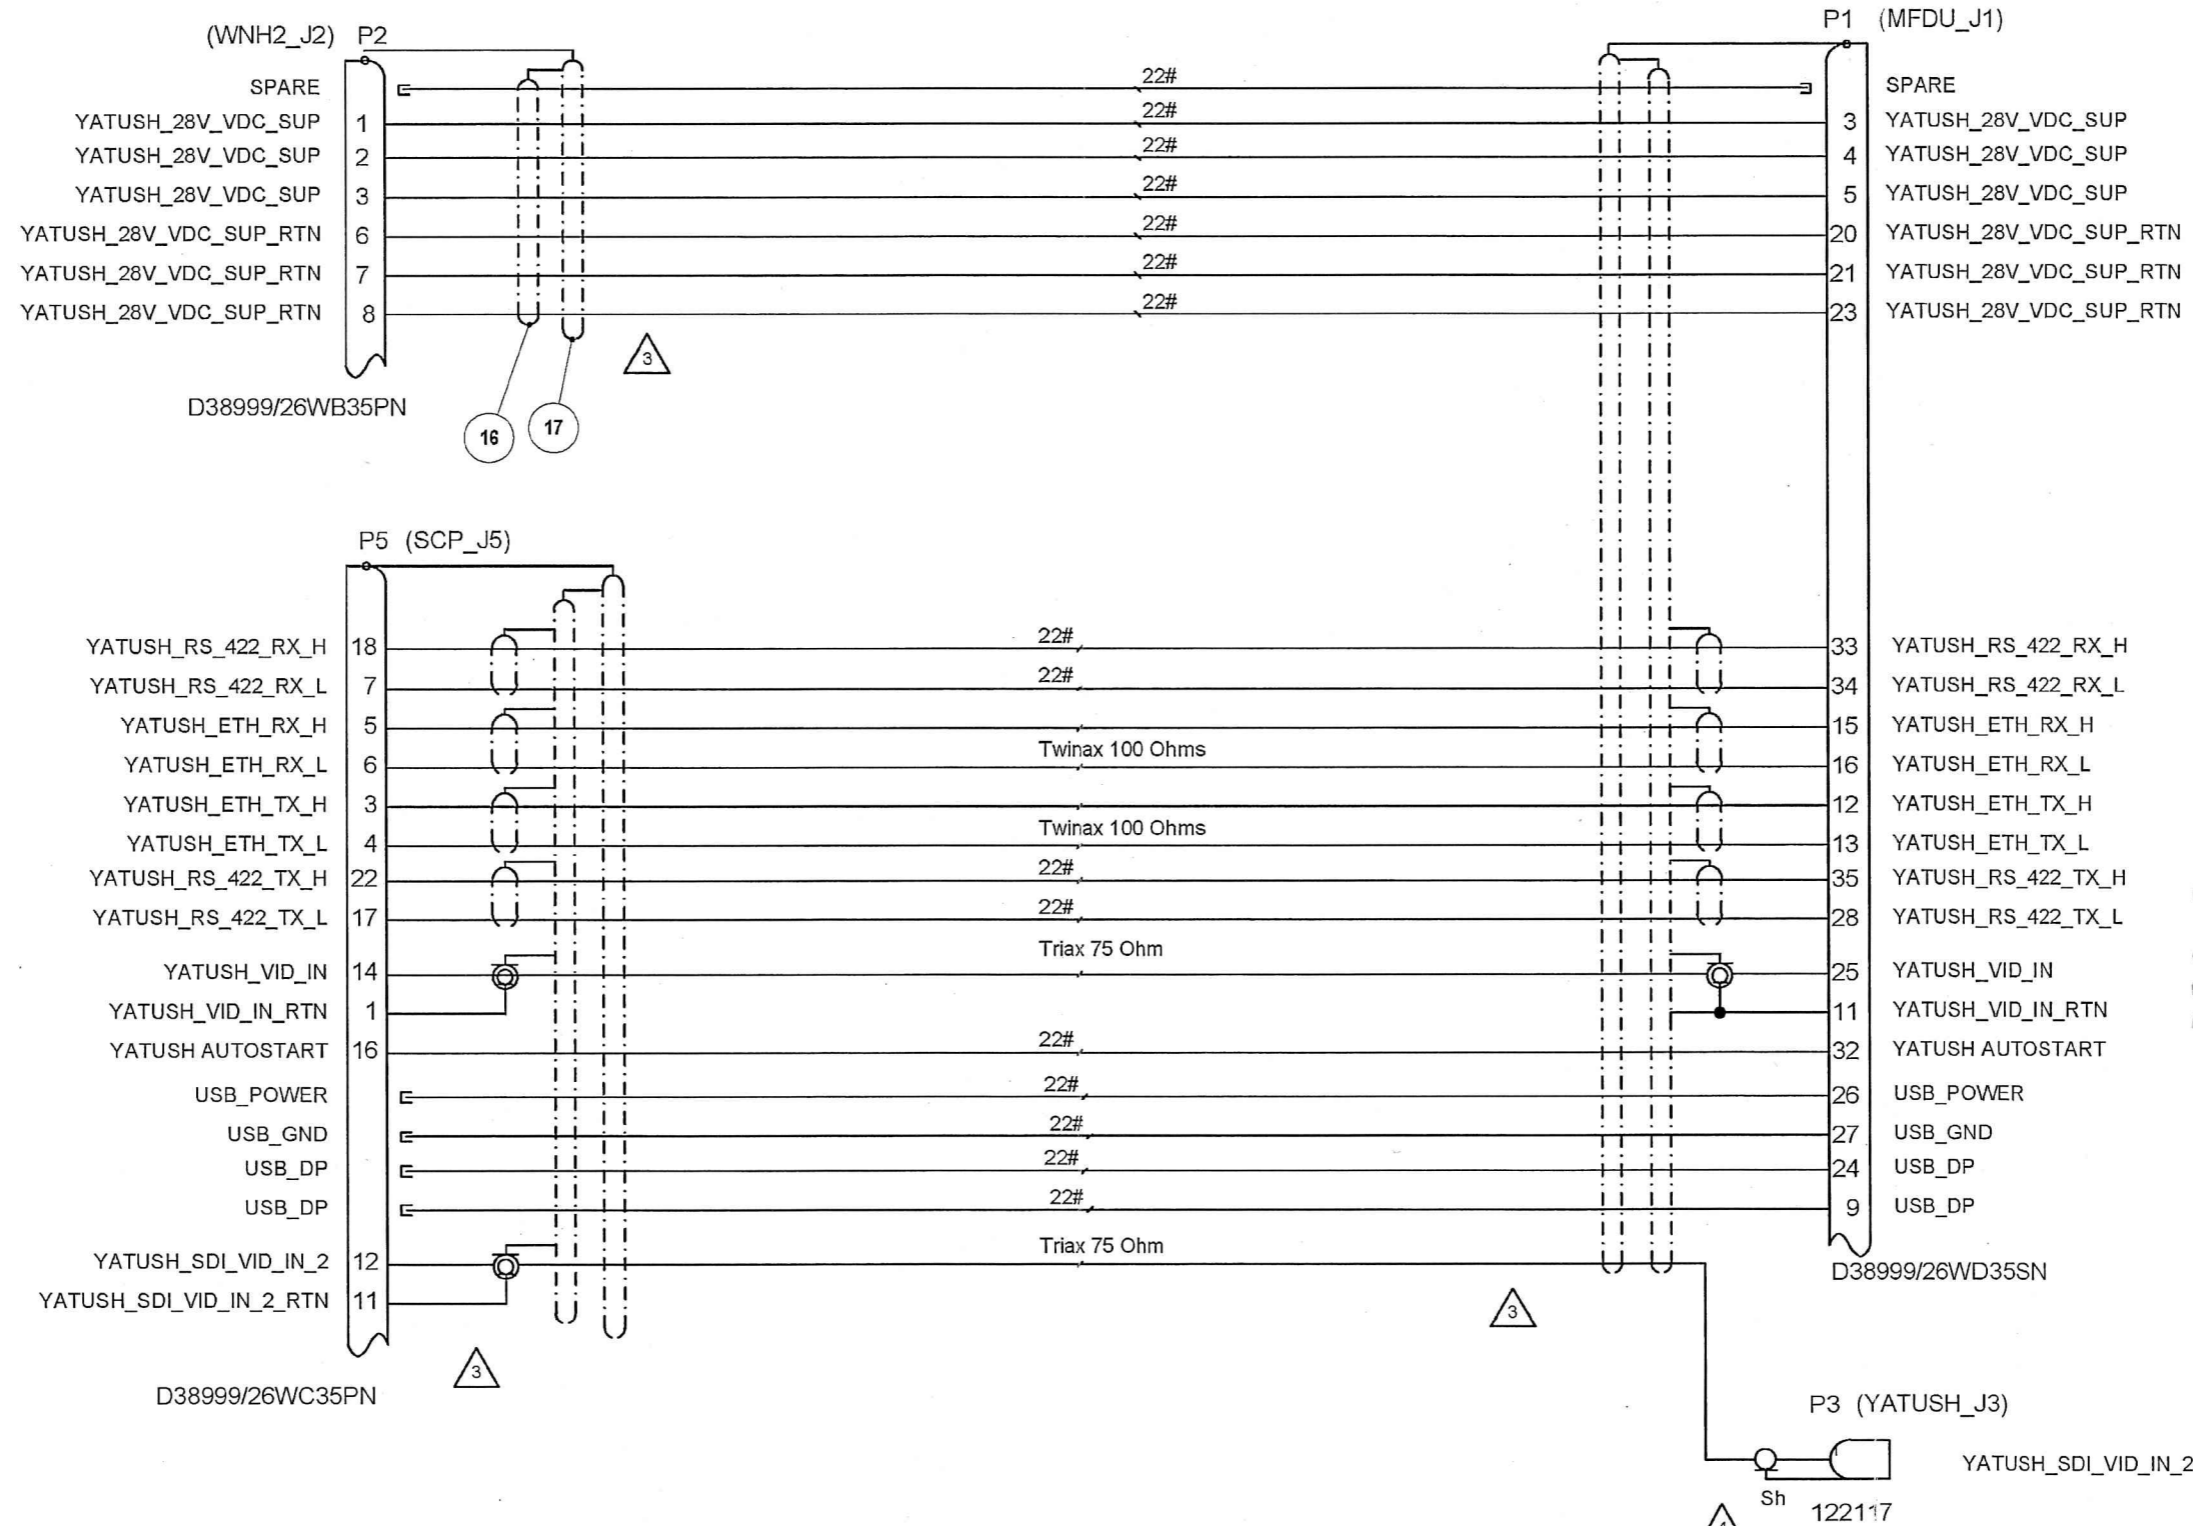 (WNH2_J2) P2
P1 (MFDU_J1)
SPARE 22# SPARE
YATUSH_28V_VDC_SUP 1 22# 3 YATUSH_28V_VDC_SUP
YATUSH_28V_VDC_SUP 2 22# 4 YATUSH_28V_VDC_SUP
YATUSH_28V_VDC_SUP 3 22# 5 YATUSH_28V_VDC_SUP
YATUSH_28V_VDC_SUP_RTN 6 22# 20 YATUSH_28V_VDC_SUP_RTN
YATUSH_28V_VDC_SUP_RTN 7 22# 21 YATUSH_28V_VDC_SUP_RTN
YATUSH_28V_VDC_SUP_RTN 8 22# 23 YATUSH_28V_VDC_SUP_RTN
3
D38999/26WB35PN
16 17
P5 (SCP_J5)
YATUSH_RS_422_RX_H 18 22# 33 YATUSH_RS_422_RX_H
YATUSH_RS_422_RX_L 7 22# 34 YATUSH_RS_422_RX_L
YATUSH_ETH_RX_H 5 15 YATUSH_ETH_RX_H
Twinax 100 Ohms
YATUSH_ETH_RX_L 6 16 YATUSH_ETH_RX_L
YATUSH_ETH_TX_H 3 12 YATUSH_ETH_TX_H
Twinax 100 Ohms
YATUSH_ETH_TX_L 4 13 YATUSH_ETH_TX_L
YATUSH_RS_422_TX_H 22 22# 35 YATUSH_RS_422_TX_H
YATUSH_RS_422_TX_L 17 22# 28 YATUSH_RS_422_TX_L
Triax 75 Ohm
YATUSH_VID_IN 14 25 YATUSH_VID_IN
YATUSH_VID_IN_RTN 1 11 YATUSH_VID_IN_RTN
YATUSH AUTOSTART 16 22# 32 YATUSH AUTOSTART
USB_POWER 22# 26 USB_POWER
USB_GND 22# 27 USB_GND
USB_DP 22# 24 USB_DP
USB_DP 22# 9 USB_DP
Triax 75 Ohm
YATUSH_SDI_VID_IN_2 12
D38999/26WD35SN
YATUSH_SDI_VID_IN_2_RTN 11
3
3
D38999/26WC35PN
P3 (YATUSH_J3)
YATUSH_SDI_VID_IN_2
Sh
122117